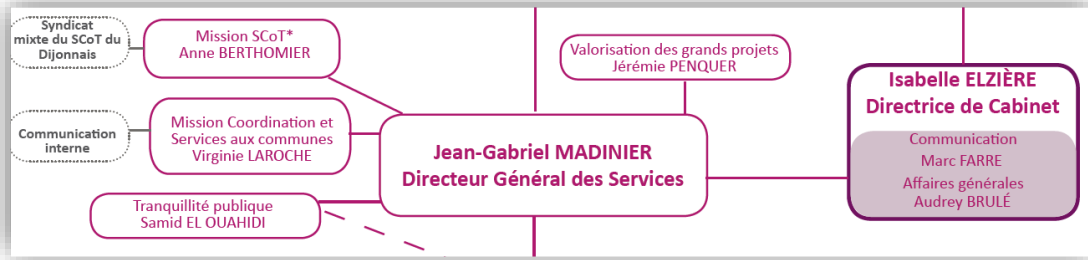 Syndicat
mixte du SCoT du
Dijonnais
Mission SCoT*
Anne BERTHOMIER
Valorisation des grands projets
Jérémie PENQUER
Isabelle ELZIÈRE
Directrice de Cabinet
Communication
interne
Mission Coordination et
Services aux communes
Virginie LAROCHE
Jean-Gabriel MADINIER
Directeur Général des Services
Communication
Marc FARRE
Affaires générales
Audrey BRULÉ
Tranquillité publique
Samid EL OUAHIDI